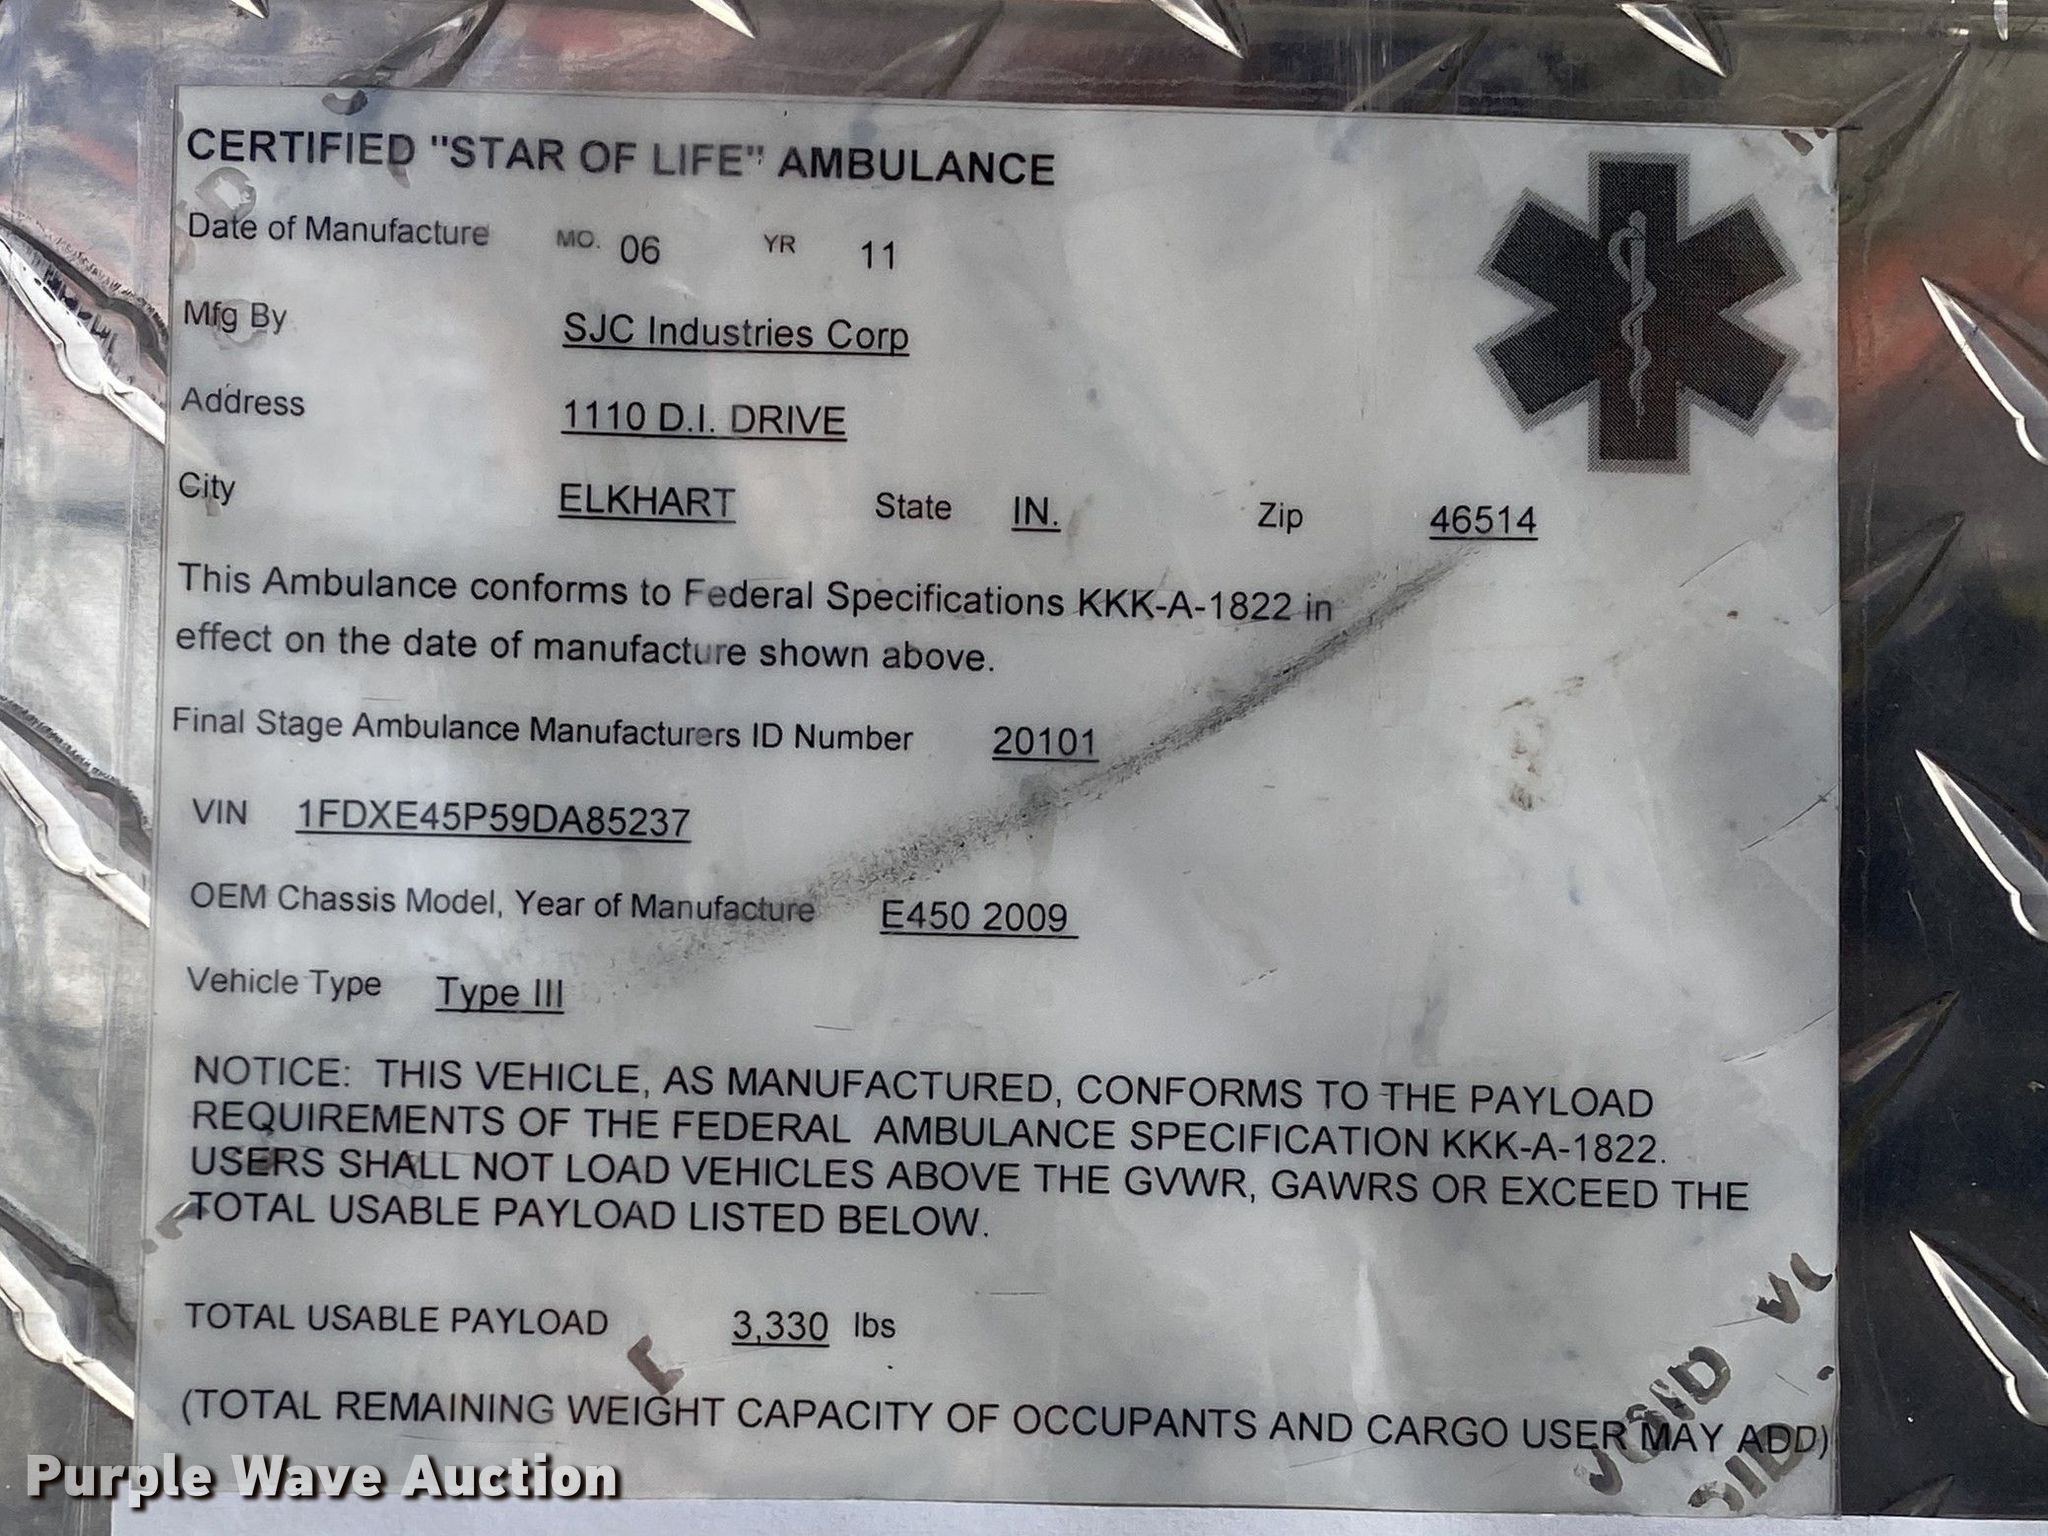 CERTIFIED "STAR OF LIFE" AMBULANCE
Date of Manufacture MO. 06 YR 11
Mfg By SJC Industries Corp
Address 1110 D.I. DRIVE
City ELKHART State IN. Zip 46514
This Ambulance conforms to Federal Specifications KKK-A-1822 in
effect on the date of manufacture shown above.
Final Stage Ambulance Manufacturers ID Number 20101
VIN 1FDXE45P59DA85237
OEM Chassis Model, Year of Manufacture E450 2009
Vehicle Type Type III
NOTICE: THIS VEHICLE, AS MANUFACTURED, CONFORMS TO THE PAYLOAD
REQUIREMENTS OF THE FEDERAL AMBULANCE SPECIFICATION KKK-A-1822.
USERS SHALL NOT LOAD VEHICLES ABOVE THE GVWR, GAWRS OR EXCEED THE
TOTAL USABLE PAYLOAD LISTED BELOW.
TOTAL USABLE PAYLOAD 3,330 lbs
(TOTAL REMAINING WEIGHT CAPACITY OF OCCUPANTS AND CARGO USER MAY ADD)
VOID
Purple Wave Auction